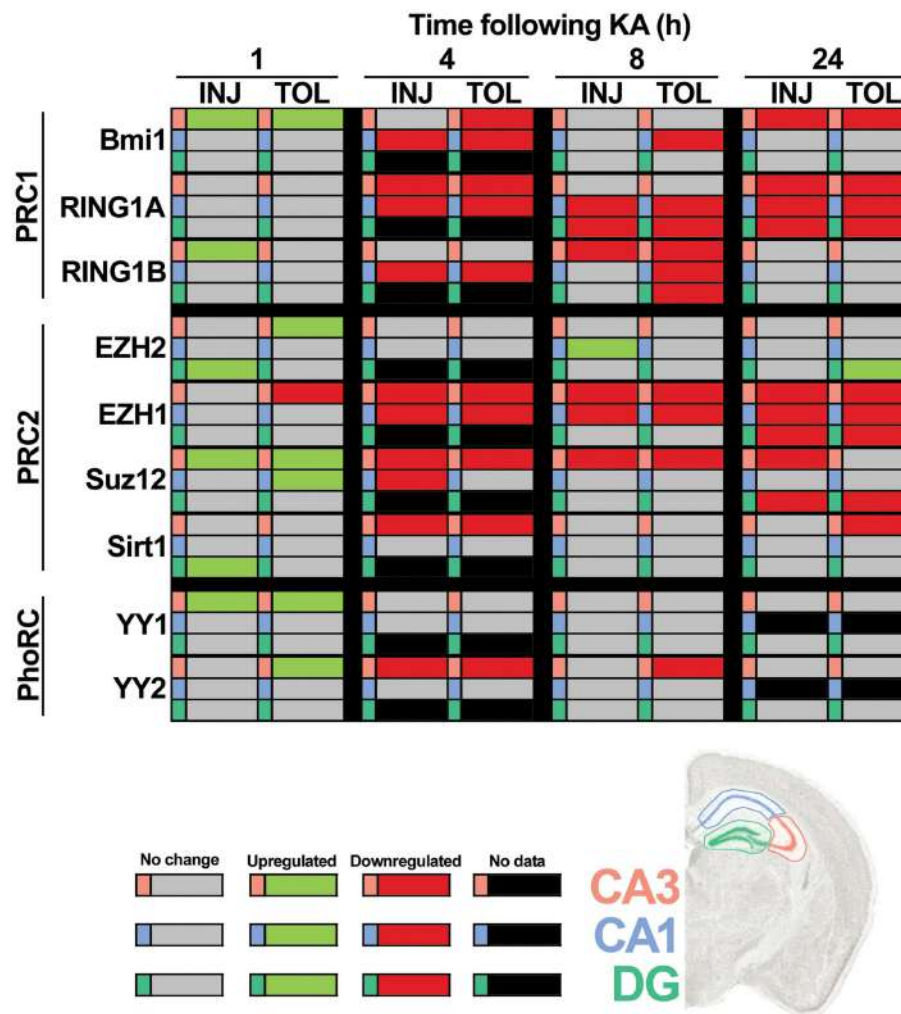 Time following KA (h)
1 4 8 24
INJ TOL INJ TOL INJ TOL INJ TOL
PRC1
Bmi1
RING1A
RING1B
PRC2
EZH2
EZH1
Suz12
Sirt1
PhoRC
YY1
YY2
No change Upregulated Downregulated No data
CA3
CA1
DG